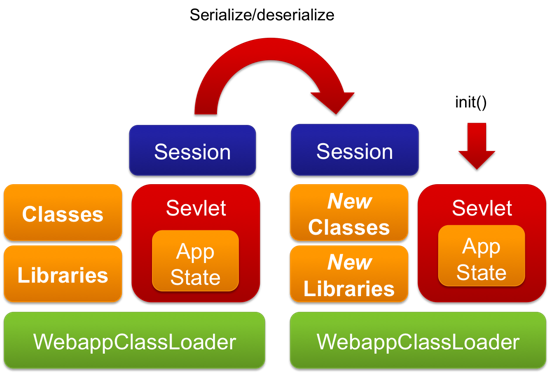 Serialize/deserialize
init()
Session
Session
Classes
Sevlet
New
Classes
Sevlet
Libraries
App
State
New
Libraries
App
State
WebappClassLoader
WebappClassLoader